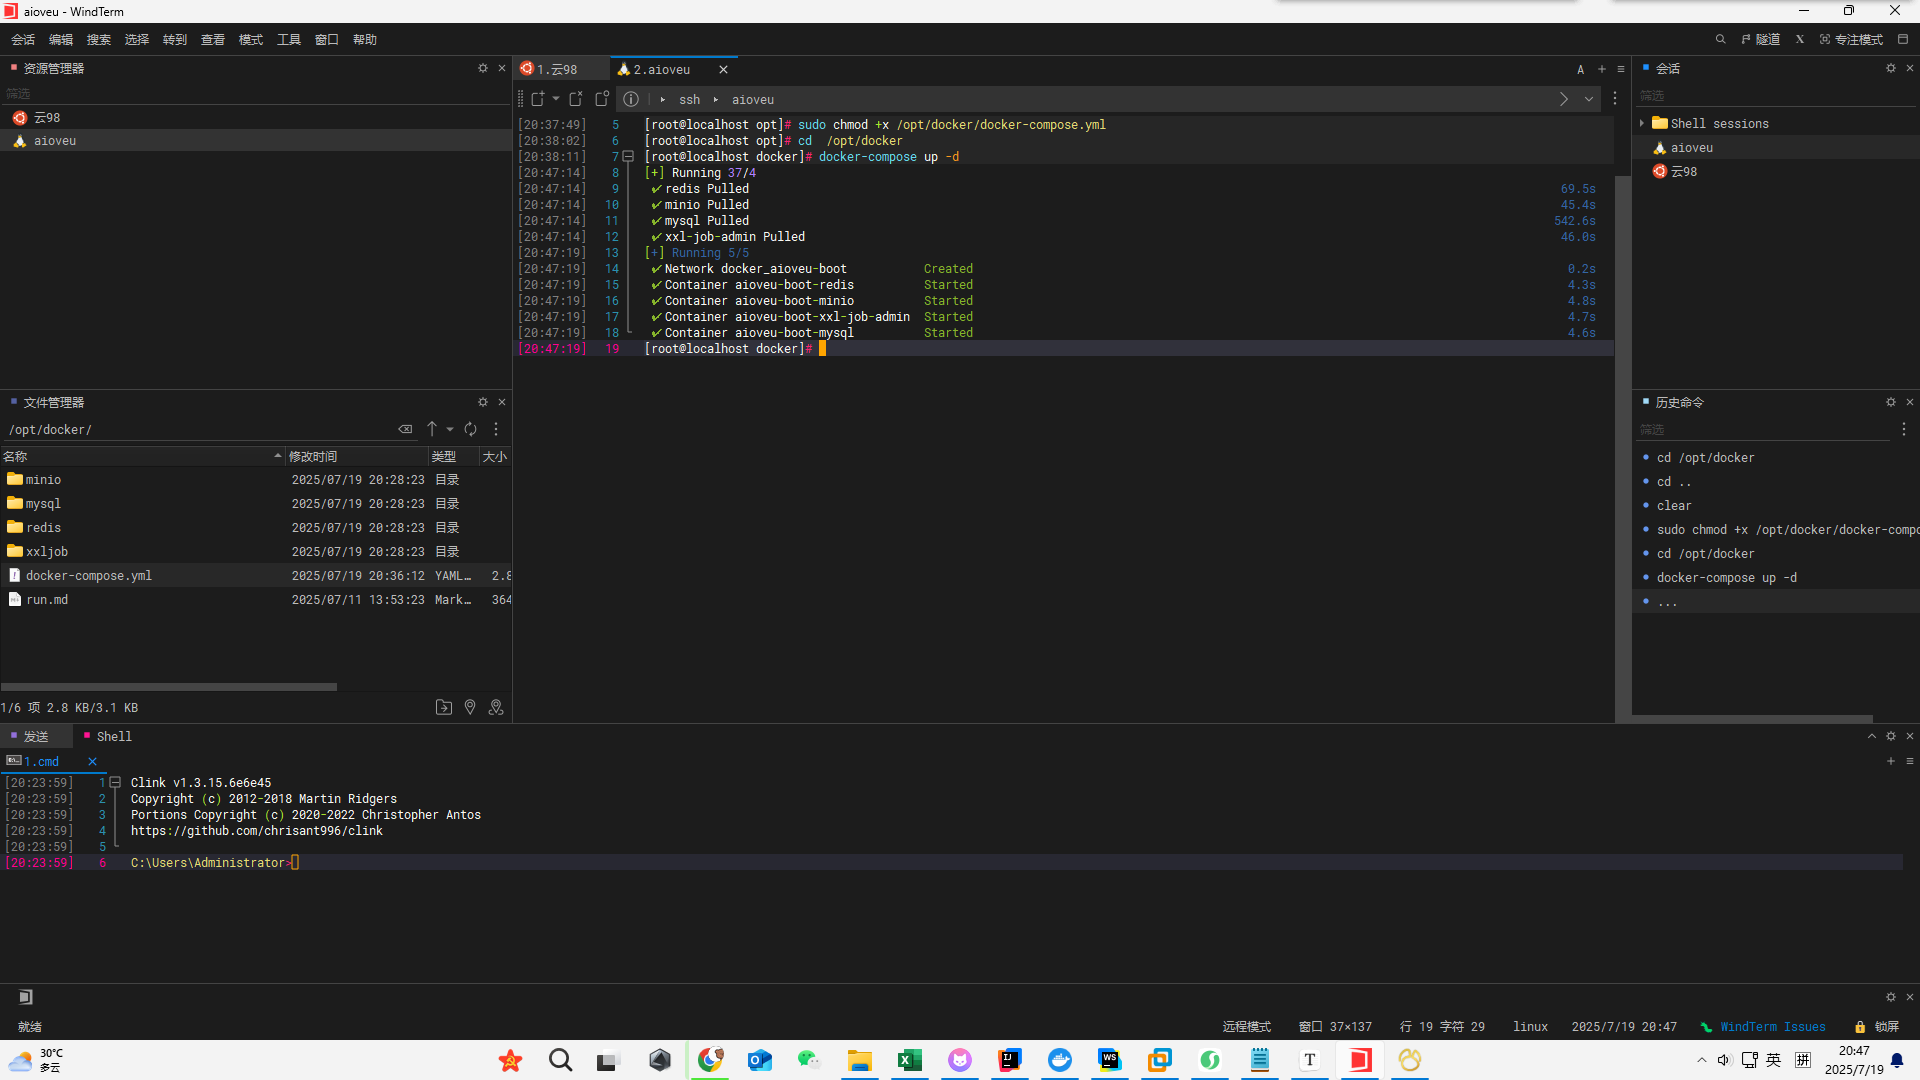 aioveu - WindTerm
会话 编辑 搜索 选择 转到 查看 模式 工具 窗口 帮助 隧道 X 专注模式
资源管理器
筛选
云98
aioveu
文件管理器
/opt/docker/
名称 修改时间 类型 大小
minio 2025/07/19 20:28:23 目录
mysql 2025/07/19 20:28:23 目录
redis 2025/07/19 20:28:23 目录
xxljob 2025/07/19 20:28:23 目录
docker-compose.yml 2025/07/19 20:36:12 YAML... 2.8
run.md 2025/07/11 13:53:23 Mark... 364
1/6 项 2.8 KB/3.1 KB
1.云98 2.aioveu A
ssh aioveu
[20:37:49] 5 [root@localhost opt]# sudo chmod +x /opt/docker/docker-compose.yml
[20:38:02] 6 [root@localhost opt]# cd  /opt/docker
[20:38:11] 7 [root@localhost docker]# docker-compose up -d
[20:47:14] 8 [+] Running 37/4
[20:47:14] 9 ✔ redis Pulled 69.5s
[20:47:14] 10 ✔ minio Pulled 45.4s
[20:47:14] 11 ✔ mysql Pulled 542.6s
[20:47:14] 12 ✔ xxl-job-admin Pulled 46.0s
[20:47:19] 13 [+] Running 5/5
[20:47:19] 14 ✔ Network docker_aioveu-boot Created 0.2s
[20:47:19] 15 ✔ Container aioveu-boot-redis Started 4.3s
[20:47:19] 16 ✔ Container aioveu-boot-minio Started 4.8s
[20:47:19] 17 ✔ Container aioveu-boot-xxl-job-admin Started 4.7s
[20:47:19] 18 ✔ Container aioveu-boot-mysql Started 4.6s
[20:47:19] 19 [root@localhost docker]#
会话
筛选
Shell sessions
aioveu
云98
历史命令
筛选
cd /opt/docker
cd ..
clear
sudo chmod +x /opt/docker/docker-compo
cd /opt/docker
docker-compose up -d
...
发送 Shell
1.cmd
[20:23:59] 1 Clink v1.3.15.6e6e45
[20:23:59] 2 Copyright (c) 2012-2018 Martin Ridgers
[20:23:59] 3 Portions Copyright (c) 2020-2022 Christopher Antos
[20:23:59] 4 https://github.com/chrisant996/clink
[20:23:59] 5
[20:23:59] 6 C:\Users\Administrator>
就绪 远程模式 窗口 37×137 行 19 字符 29 linux 2025/7/19 20:47 WindTerm Issues 锁屏
30°C
多云
IJ WS T
英 拼
20:47
2025/7/19